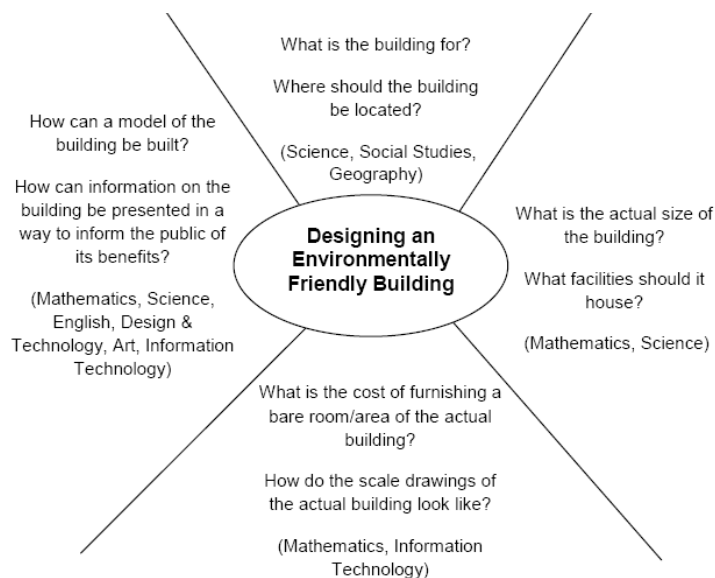 What is the building for?
Where should the building
be located?
(Science, Social Studies,
Geography)
How can a model of the
building be built?
How can information on the
building be presented in a
way to inform the public of
its benefits?
(Mathematics, Science,
English, Design &
Technology, Art, Information
Technology)
Designing an
Environmentally
Friendly Building
What is the actual size of
the building?
What facilities should it
house?
(Mathematics, Science)
What is the cost of furnishing a
bare room/area of the actual
building?
How do the scale drawings of
the actual building look like?
(Mathematics, Information
Technology)